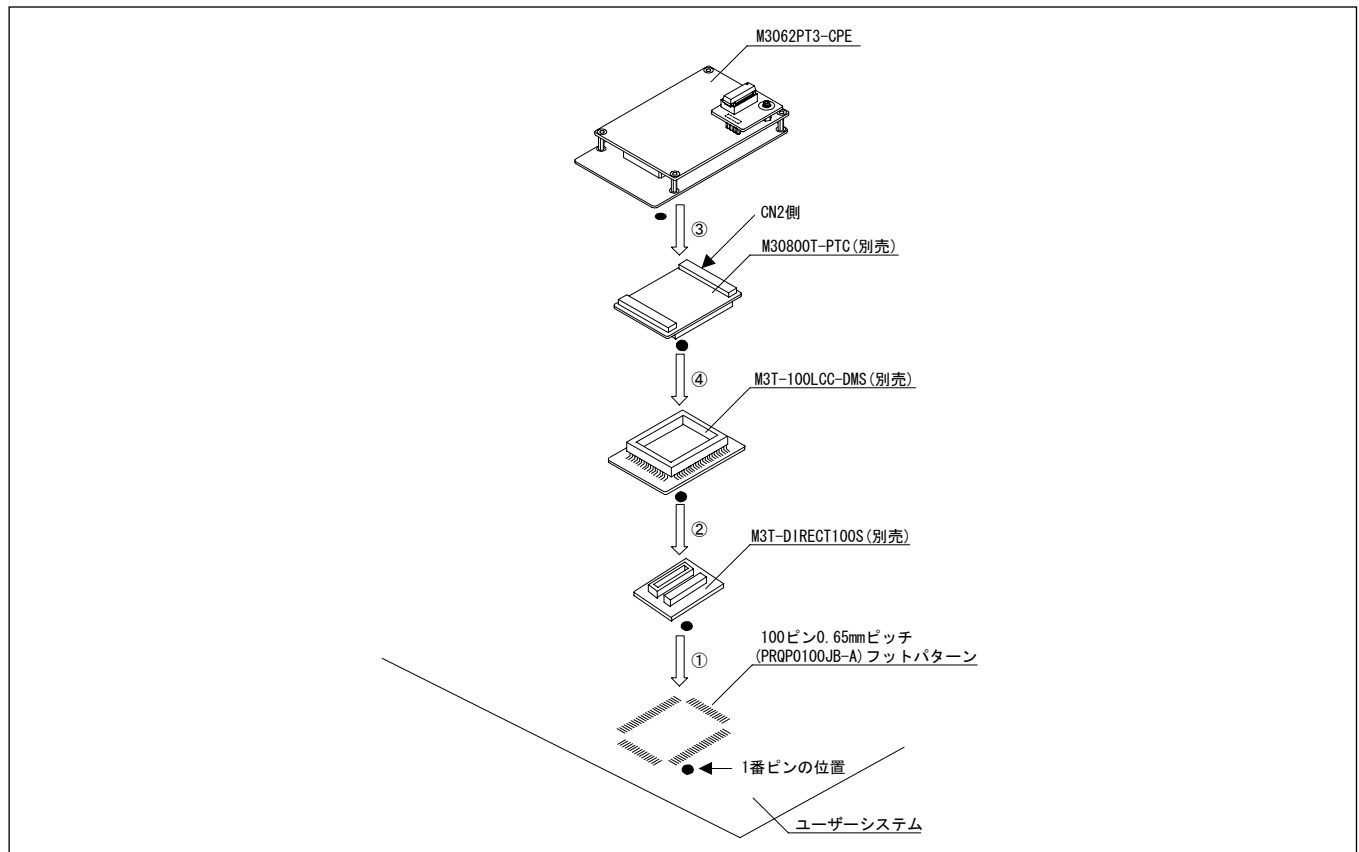 M3062PT3-CPE
③
CN2側
M30800T-PTC(別売)
④
M3T-100LCC-DMS(別売)
②
M3T-DIRECT100S(別売)
①
100ピン0.65mmピッチ
(PRQP0100JB-A)フットパターン
1番ピンの位置
ユーザーシステム